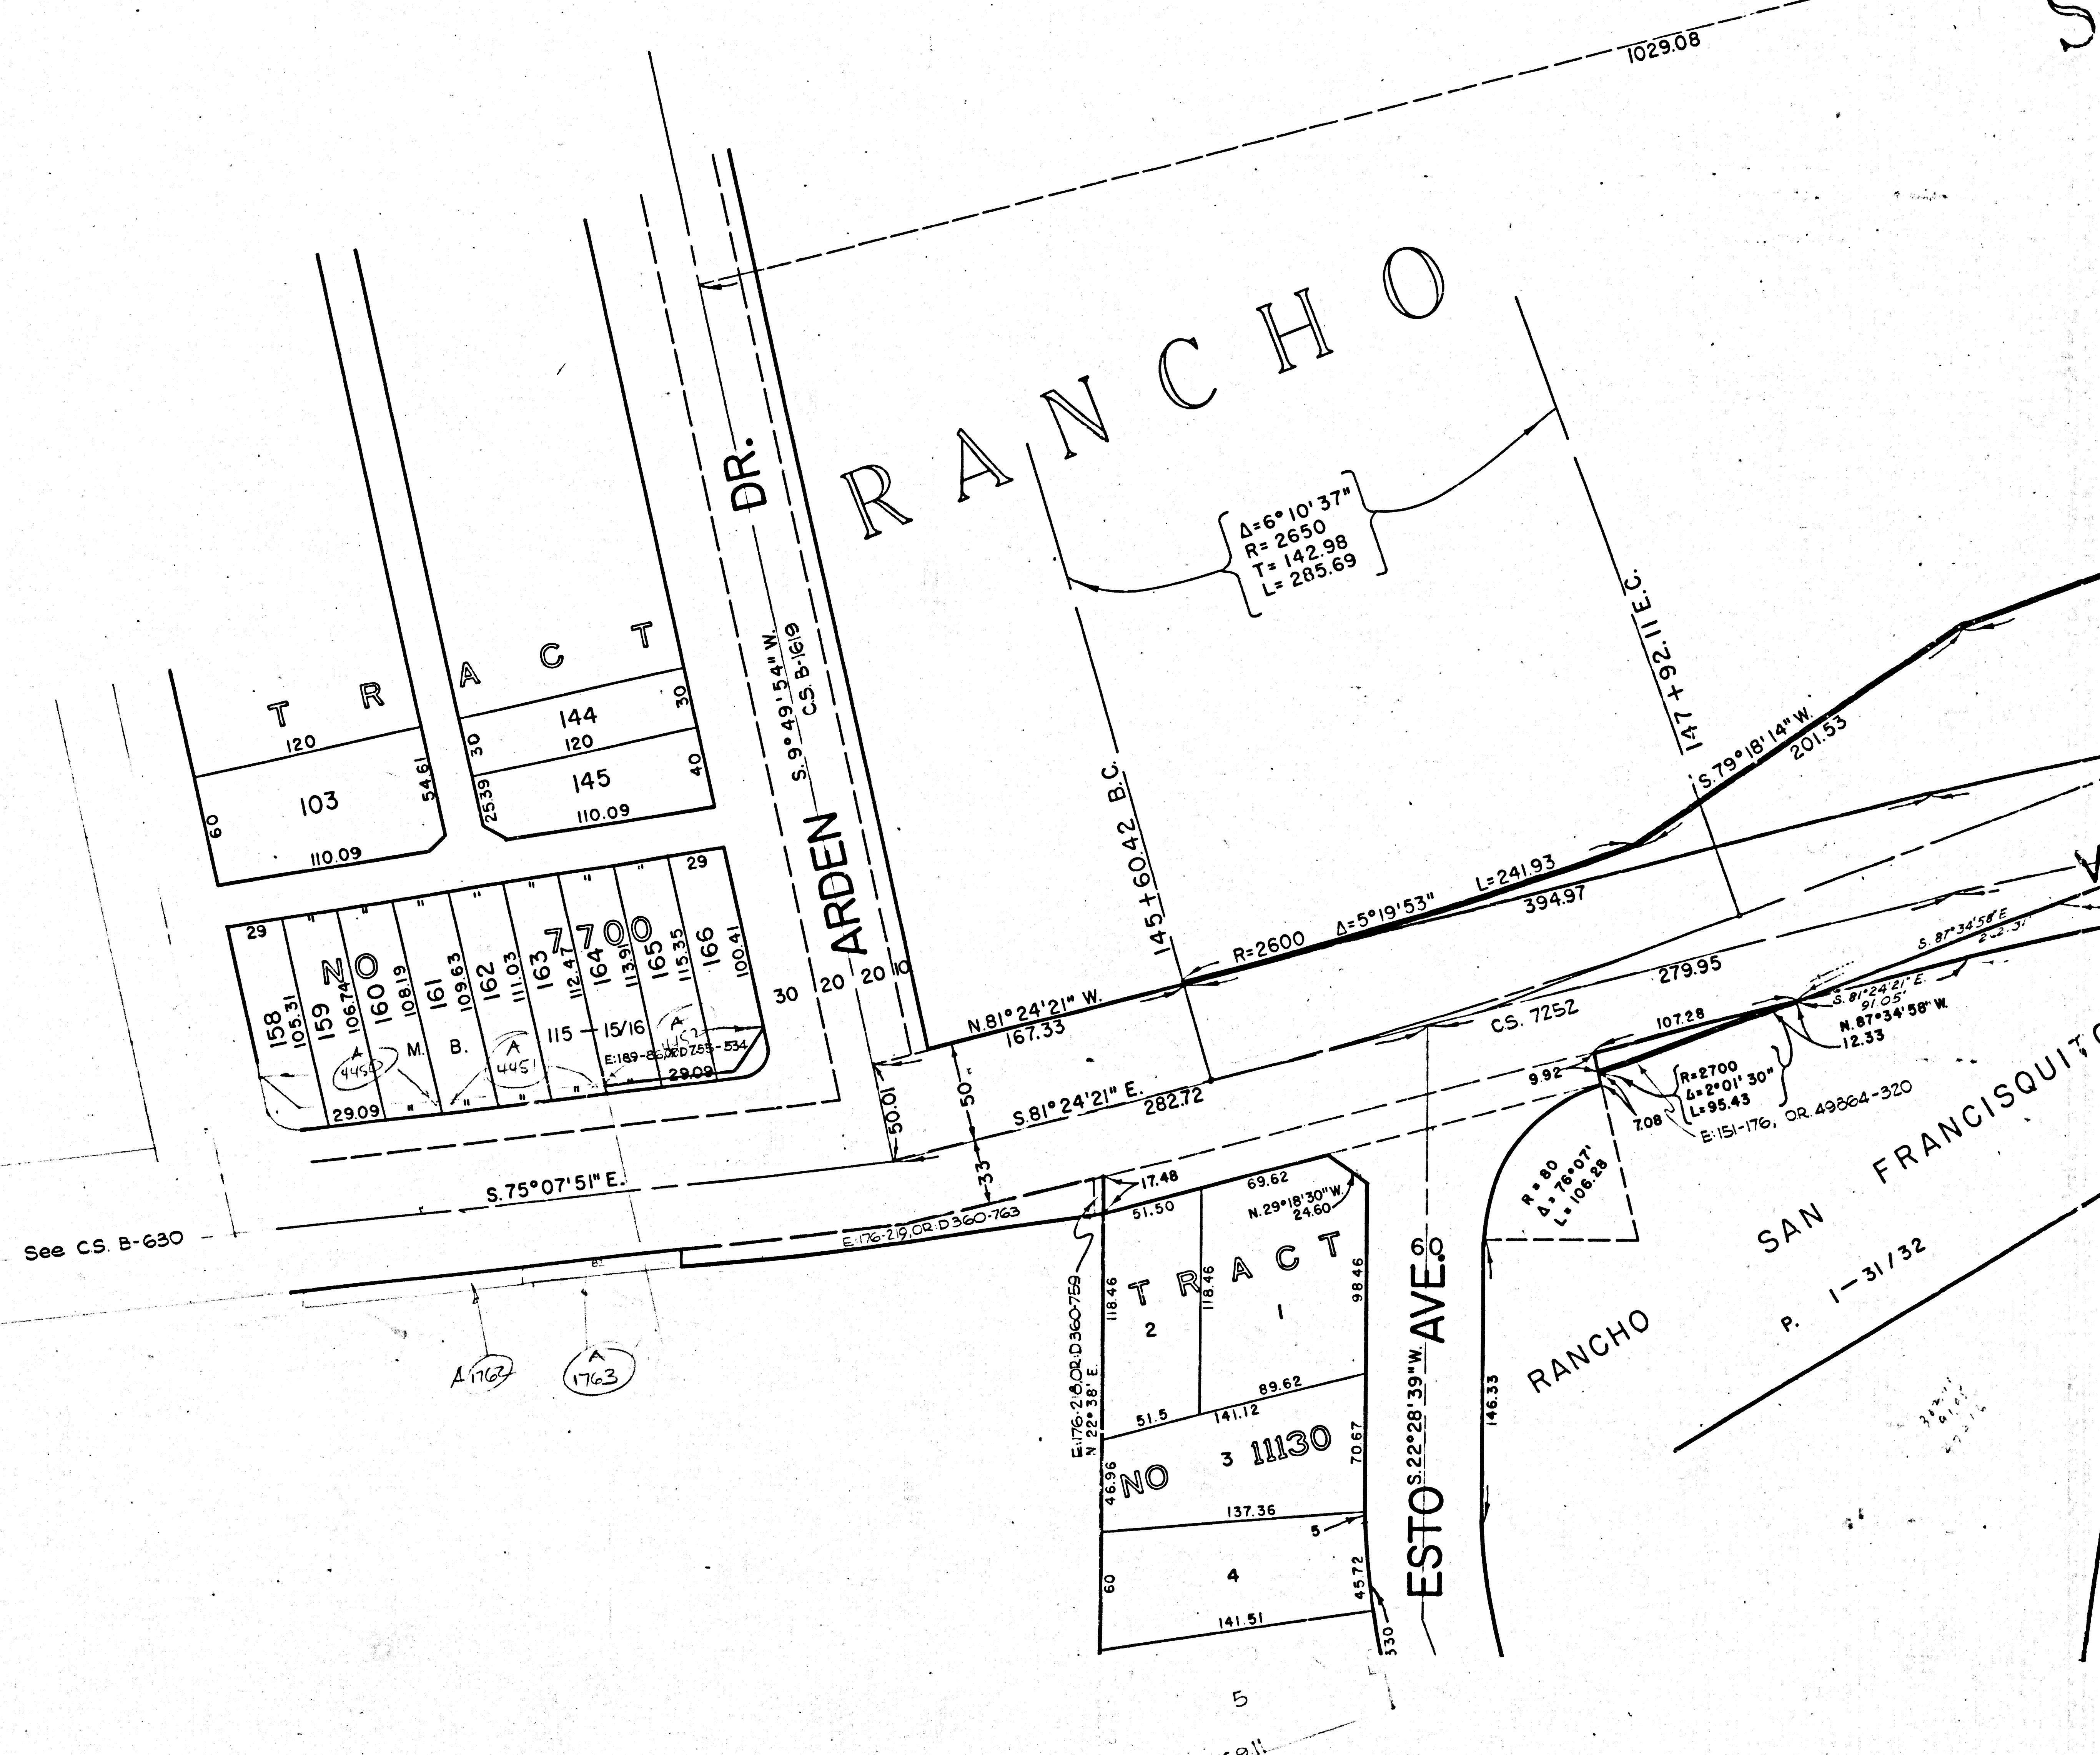 S
1029.08
RANCHO
DR.
Δ=6°10'37"
R=2650
T=142.98
L=285.69
S.9°49'54"W.
C.S. B-1619
147+92.11 E.C.
145+60.42 B.C.
S.79°18'14"W.
201.53
TRACT
120
103
54.61
60
110.09
144
30
30
120
145
40
25.39
110.09
ARDEN
L=241.93
Δ=5°19'53"
R=2600
394.97
A
29
"
"
"
"
"
"
"
29
NO 7700
158
105.31
159
106.74
160
108.19
161
109.63
162
111.03
163
112.47
164
113.91
165
115.35
166
100.41
30
20
20
10
M. B. 115-15/16
A
4450
A
4451
A
4452
E:189-86, OR:D755-534
29.09
"
"
"
"
"
29.09
N.81°24'21"W.
167.33
50
50.01
33
S.81°24'21"E.
282.72
CS. 7252
279.95
S.87°34'58"E
S.81°24'21"E.
91.05'
N.87°34'58"W.
12.33
107.28
9.92
R=2700
Δ=2°01'30"
L=95.43
7.08
E:151-176, O.R. 49864-320
R=80
Δ=76°07'
L=106.28
S.75°07'51"E.
See CS. B-630
E:176-219, OR:D360-763
A 1762
A
1763
17.48
51.50
69.62
N.29°18'30"W.
24.60
E:176-218, OR:D360-759
N 22°38' E.
TRACT
118.46
2
118.46
1
98.46
89.62
51.5
141.12
NO 11130
3
46.96
70.67
137.36
5
4
60
45.72
141.51
330
5
60
ESTO AVE.
S.22°28'39"W.
146.33
RANCHO SAN FRANCISQUITO
P. 1-31/32